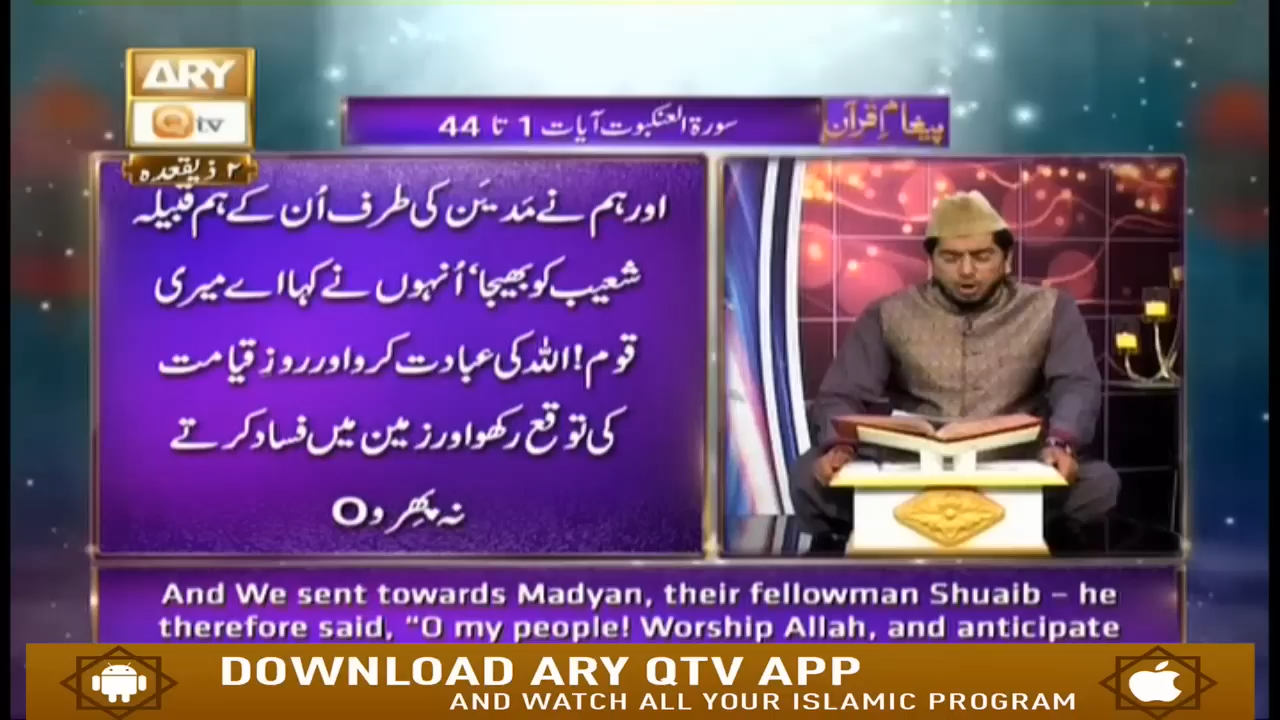 ARY
Qtv
۲ ذیقعدہ
پیغامِ قرآن
سورۃ العنکبوت آیات 1 تا 44
اور ہم نے مَدیَن کی طرف اُن کے ہم قبیلہ
شعیب کو بھیجا، اُنہوں نے کہا اے میری
قوم! اللہ کی عبادت کرو اور روزِ قیامت
کی توقع رکھو اور زمین میں فساد کرتے
نہ پھِرو O
And We sent towards Madyan, their fellowman Shuaib – he
therefore said, “O my people! Worship Allah, and anticipate
DOWNLOAD ARY QTV APP
AND WATCH ALL YOUR ISLAMIC PROGRAM